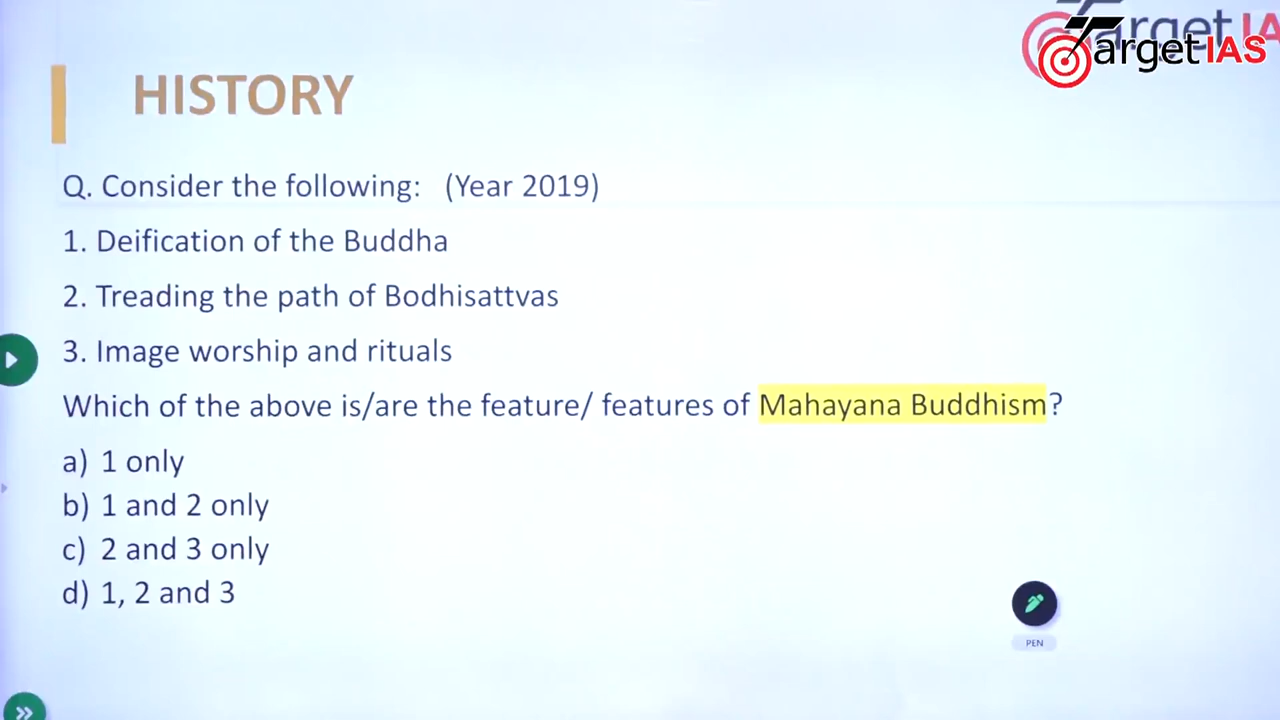 TargetIAS
HISTORY
Q. Consider the following: (Year 2019)
1. Deification of the Buddha
2. Treading the path of Bodhisattvas
3. Image worship and rituals
Which of the above is/are the feature/ features of Mahayana Buddhism?
a) 1 only
b) 1 and 2 only
c) 2 and 3 only
d) 1, 2 and 3
PEN